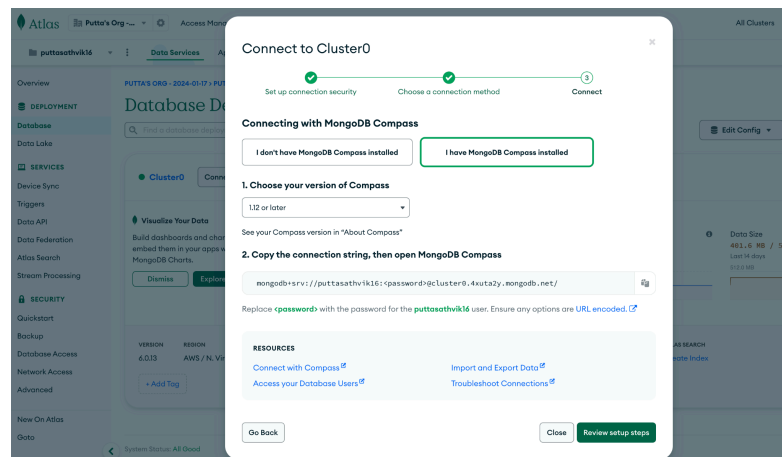 Atlas
Putta's Org -...
Access Mana
All Clusters
puttasathvik16
Data Services
Ap
Overview
DEPLOYMENT
Database
Data Lake
SERVICES
Device Sync
Triggers
Data API
Data Federation
Atlas Search
Stream Processing
SECURITY
Quickstart
Backup
Database Access
Network Access
Advanced
New On Atlas
Goto
PUTTA'S ORG - 2024-01-17 > PUT
Database De
Find a database deploy
Edit Config
Cluster0
Conne
Visualize Your Data
Build dashboards and char
embed them in your apps w
MongoDB Charts.
Dismiss
Explore
VERSION
REGION
6.0.13
AWS / N. Vir
+ Add Tag
System Status: All Good
Data Size
461.6 MB / 5
Last 14 days
512.0 MB
LAS SEARCH
eate Index
Connect to Cluster0
Set up connection security
Choose a connection method
3
Connect
Connecting with MongoDB Compass
I don't have MongoDB Compass installed
I have MongoDB Compass installed
1. Choose your version of Compass
1.12 or later
See your Compass version in "About Compass"
2. Copy the connection string, then open MongoDB Compass
mongodb+srv://puttasathvik16:<password>@cluster0.4xuta2y.mongodb.net/
Replace <password> with the password for the puttasathvik16 user. Ensure any options are URL encoded.
RESOURCES
Connect with Compass
Import and Export Data
Access your Database Users
Troubleshoot Connections
Go Back
Close
Review setup steps